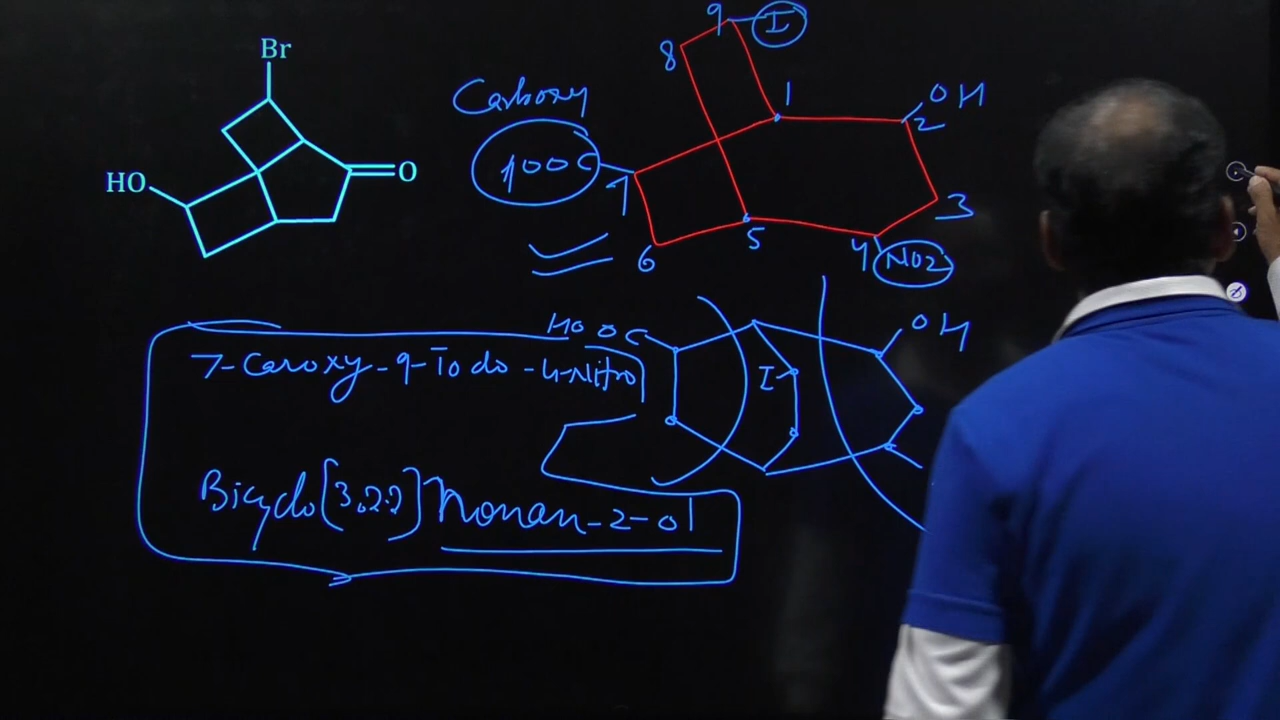 Br
HO
O
9 I
8
1
OH
2
3
4 NO2
5
6
7
Carboxy
HOOC
HOOC
OH
I
7-Caroxy-9-Iodo-4-Nitro
Bicyclo[3,2.2]nonan-2-ol